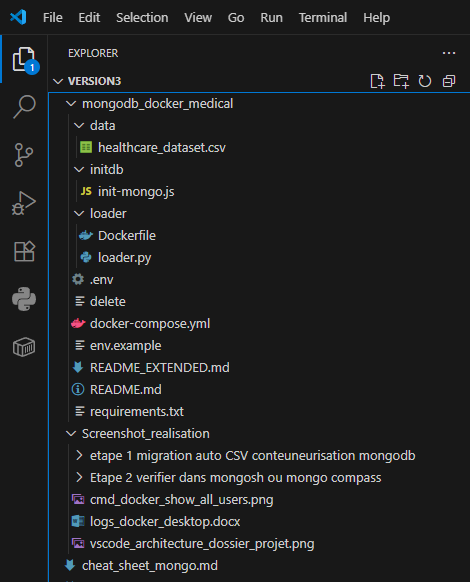 File Edit Selection View Go Run Terminal Help
EXPLORER
VERSION3
mongodb_docker_medical
data
healthcare_dataset.csv
initdb
JS init-mongo.js
loader
Dockerfile
loader.py
.env
delete
docker-compose.yml
env.example
README_EXTENDED.md
README.md
requirements.txt
Screenshot_realisation
etape 1 migration auto CSV conteuneurisation mongodb
Etape 2 verifier dans mongosh ou mongo compass
cmd_docker_show_all_users.png
logs_docker_desktop.docx
vscode_architecture_dossier_projet.png
cheat_sheet_mongo.md
1